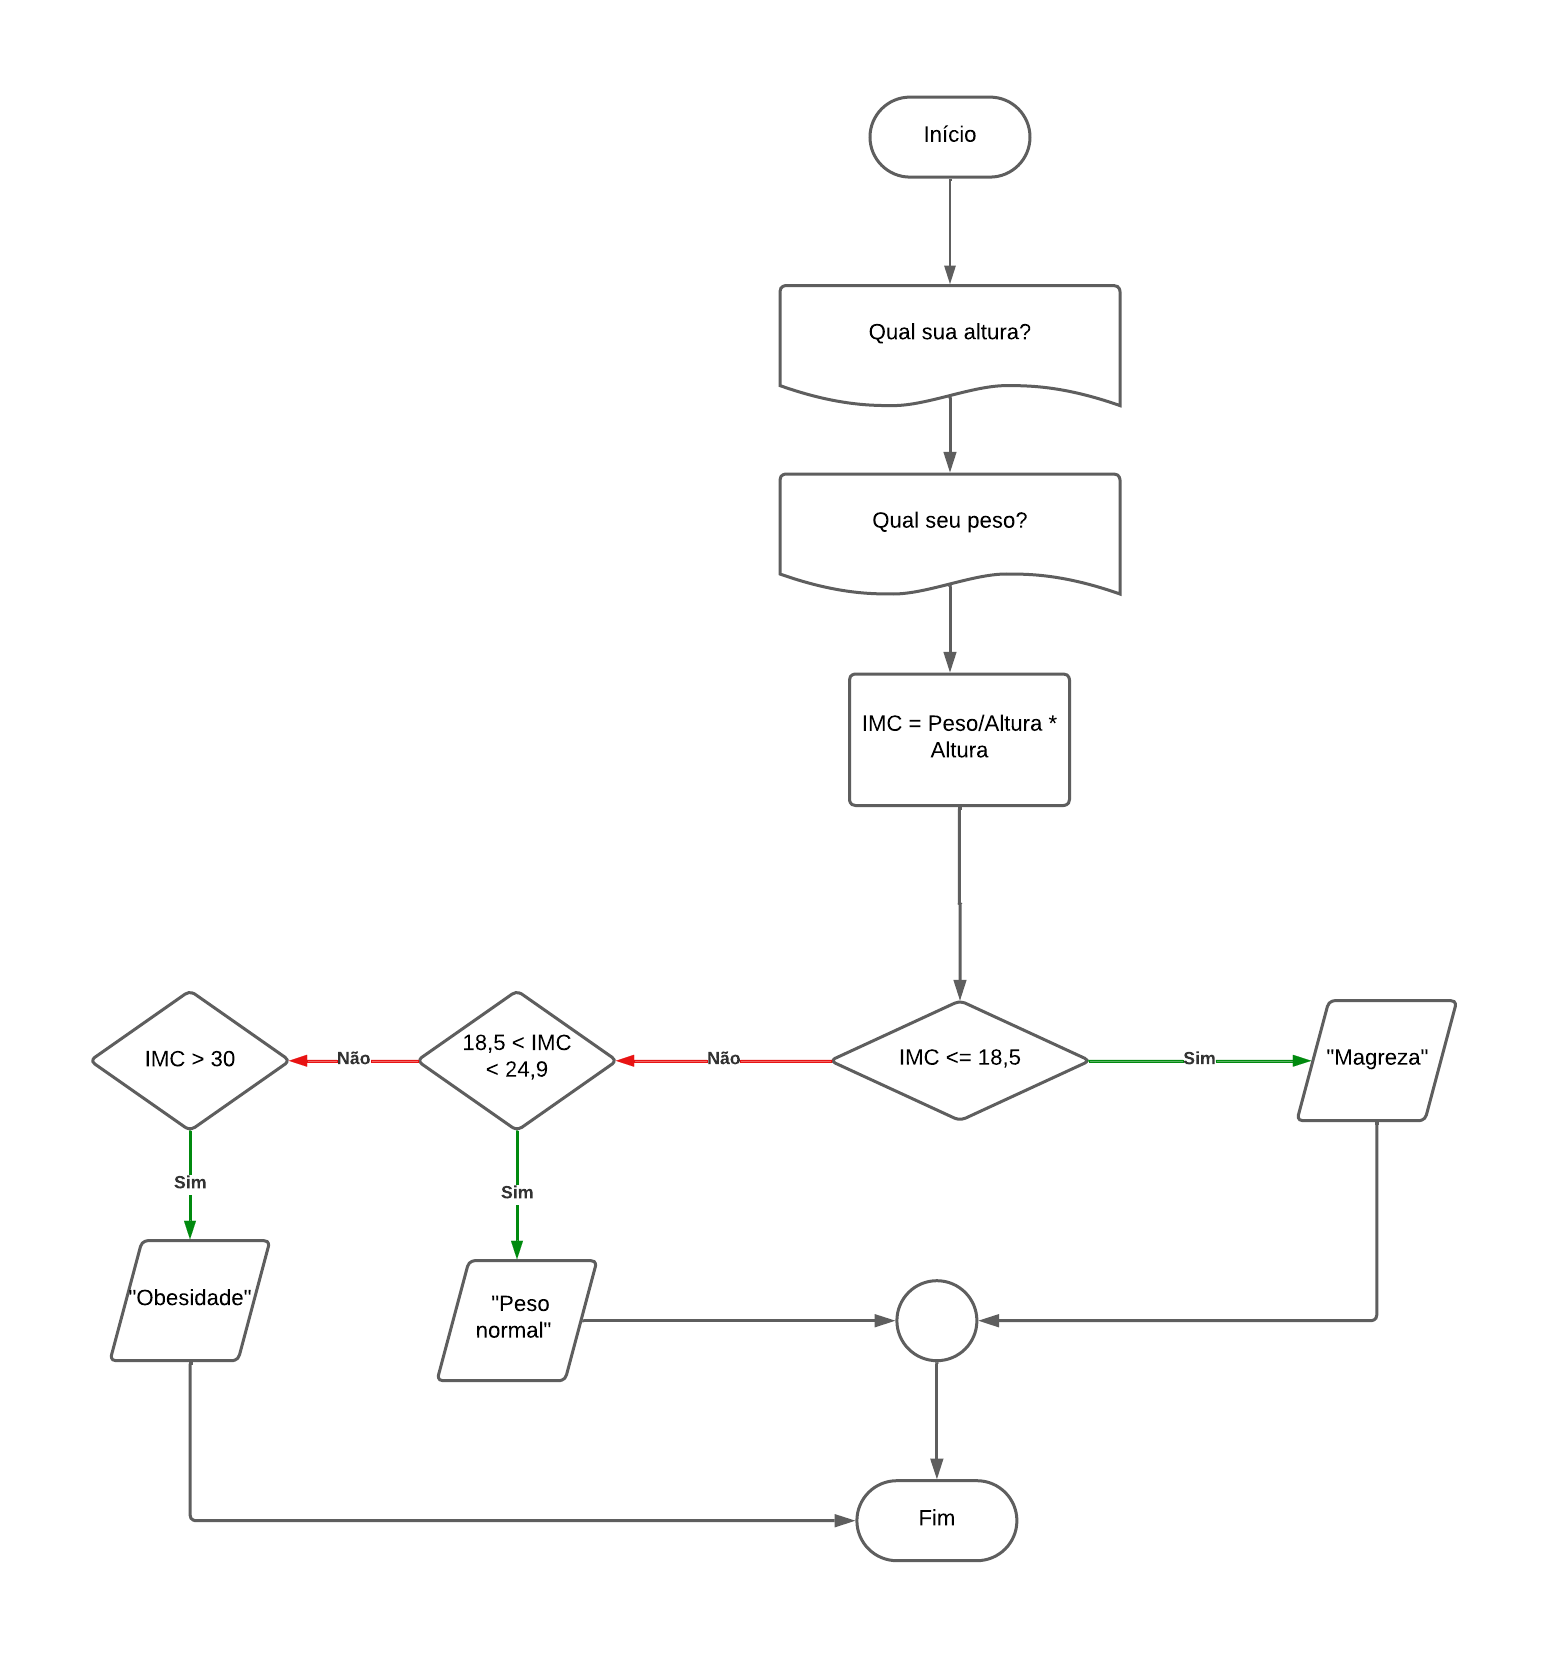 Início
Qual sua altura?
Qual seu peso?
IMC = Peso/Altura *
Altura
IMC > 30
Não
18,5 < IMC
< 24,9
Não
IMC <= 18,5
Sim
"Magreza"
Sim
Sim
"Obesidade"
"Peso
normal"
Fim